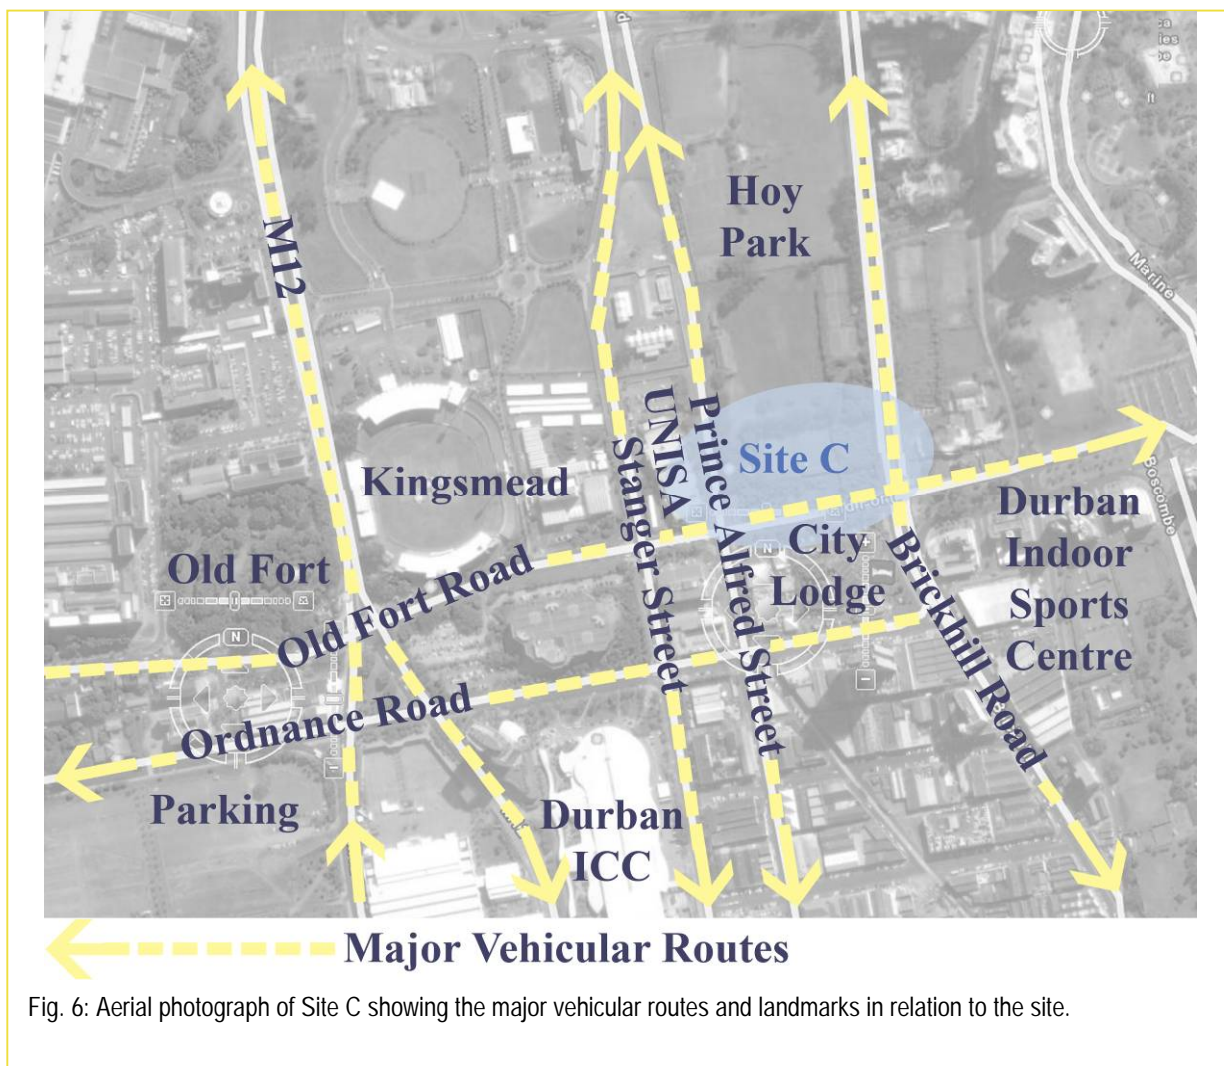 Hoy
Park
M12
Marine
UNISA
Prince Alfred Street
Site C
Stanger Street
Kingsmead
Boscombe
Durban
Indoor
Sports
Centre
City
Lodge
Brickhill Road
Old Fort
Old Fort Road
N
N
Ordnance Road
Parking
Durban
ICC
Major Vehicular Routes
Fig. 6: Aerial photograph of Site C showing the major vehicular routes and landmarks in relation to the site.